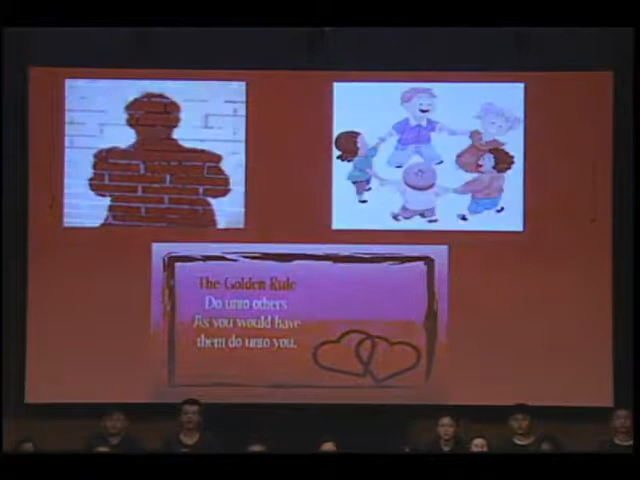 The Golden Rule
Do unto others
As you would have
them do unto you.